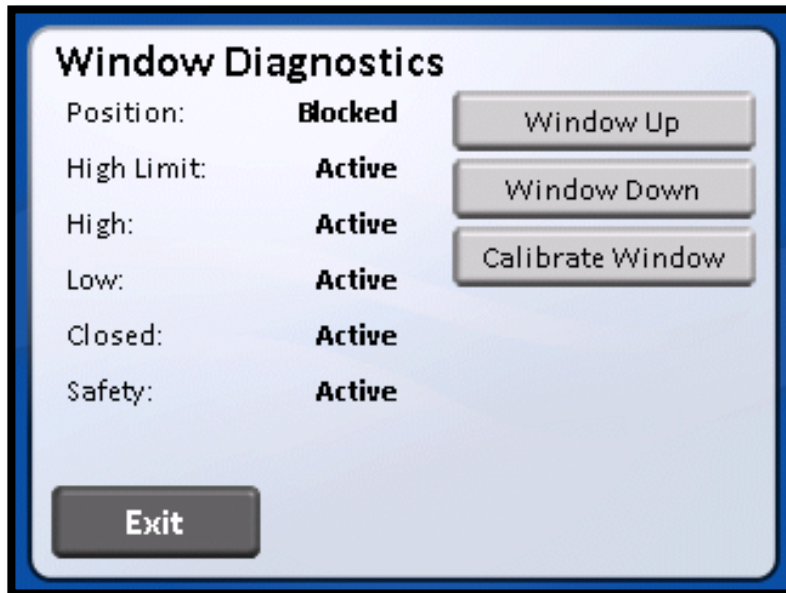 Window Diagnostics
Position: Blocked
High Limit: Active
High: Active
Low: Active
Closed: Active
Safety: Active
Window Up
Window Down
Calibrate Window
Exit